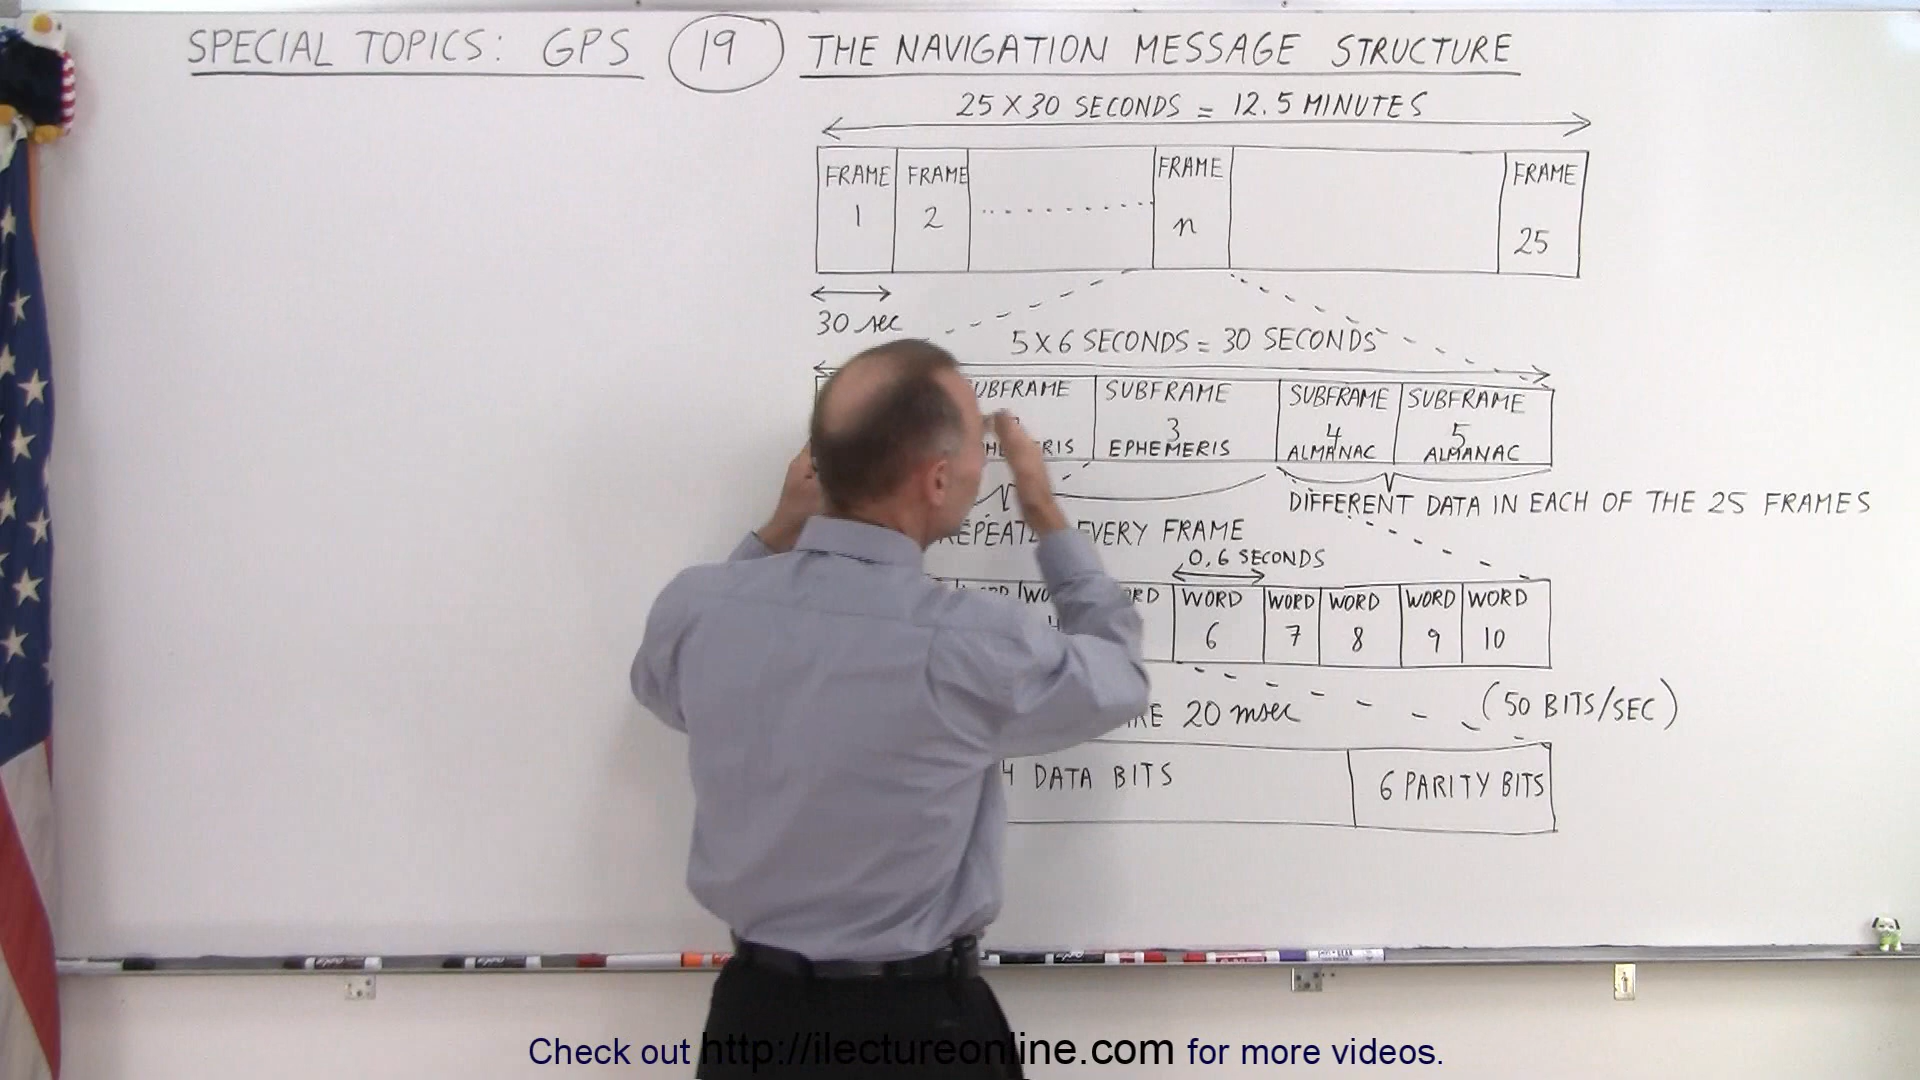 SPECIAL TOPICS: GPS 19 THE NAVIGATION MESSAGE STRUCTURE
25 X 30 SECONDS = 12.5 MINUTES
FRAME FRAME FRAME FRAME
1 2 .............. n 25
30 sec
5 X 6 SECONDS = 30 SECONDS
SUBFRAME SUBFRAME SUBFRAME
3 4 5
EPHEMERIS ALMANAC ALMANAC
DIFFERENT DATA IN EACH OF THE 25 FRAMES
EVERY FRAME
0,6 SECONDS
WORD WORD WORD WORD WORD
6 7 8 9 10
20 msec (50 BITS/SEC)
4 DATA BITS 6 PARITY BITS
Check out http://ilectureonline.com for more videos.